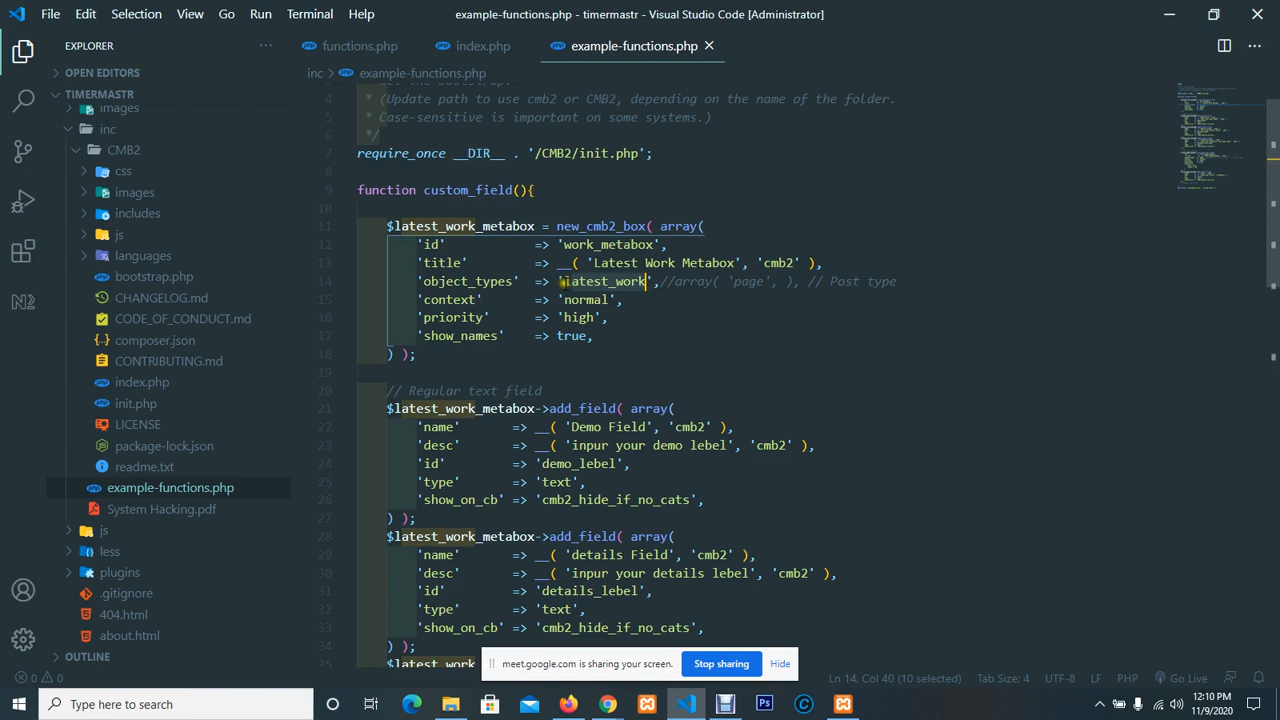 File Edit Selection View Go Run Terminal Help example-functions.php - timermastr - Visual Studio Code [Administrator]
EXPLORER
functions.php index.php example-functions.php
OPEN EDITORS
inc > example-functions.php
TIMERMASTR
images
inc
CMB2
css
images
includes
js
languages
bootstrap.php
CHANGELOG.md
CODE_OF_CONDUCT.md
composer.json
CONTRIBUTING.md
index.php
init.php
LICENSE
package-lock.json
readme.txt
example-functions.php
System Hacking.pdf
js
less
plugins
.gitignore
404.html
about.html
OUTLINE
4 * (Update path to use cmb2 or CMB2, depending on the name of the folder.
5 * Case-sensitive is important on some systems.)
6 */
7 require_once __DIR__ . '/CMB2/init.php';
8
9 function custom_field(){
10
11 $latest_work_metabox = new_cmb2_box( array(
12 'id' => 'work_metabox',
13 'title' => __( 'Latest Work Metabox', 'cmb2' ),
14 'object_types' => 'latest_work',//array( 'page', ), // Post type
15 'context' => 'normal',
16 'priority' => 'high',
17 'show_names' => true,
18 ) );
19
20 // Regular text field
21 $latest_work_metabox->add_field( array(
22 'name' => __( 'Demo Field', 'cmb2' ),
23 'desc' => __( 'inpur your demo lebel', 'cmb2' ),
24 'id' => 'demo_lebel',
25 'type' => 'text',
26 'show_on_cb' => 'cmb2_hide_if_no_cats',
27 ) );
28 $latest_work_metabox->add_field( array(
29 'name' => __( 'details Field', 'cmb2' ),
30 'desc' => __( 'inpur your details lebel', 'cmb2' ),
31 'id' => 'details_lebel',
32 'type' => 'text',
33 'show_on_cb' => 'cmb2_hide_if_no_cats',
34 ) );
35 $latest_work
meet.google.com is sharing your screen. Stop sharing Hide
0 0 Ln 14, Col 40 (10 selected) Tab Size: 4 UTF-8 LF PHP Go Live
Type here to search
12:10 PM
11/9/2020